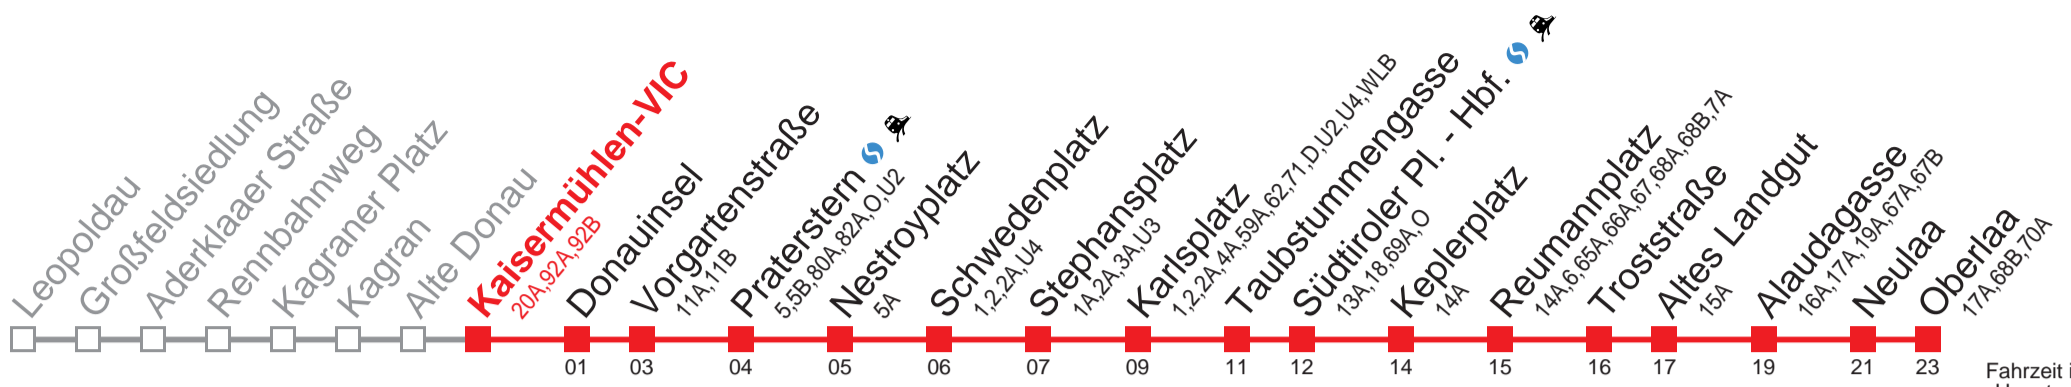 Leopoldau
Großfeldsiedlung
Aderklaaer Straße
Rennbahnweg
Kagraner Platz
Kagran
Alte Donau
Kaisermühlen-VIC
20A,92A,92B
Donauinsel
Vorgartenstraße
11A,11B
Praterstern
5,5B,80A,82A,O,U2
Nestroyplatz
5A
Schwedenplatz
1,2,2A,U4
Stephansplatz
1A,2A,3A,U3
Karlsplatz
1,2,2A,4A,59A,62,71,D,U2,U4,WLB
Taubstummengasse
Südtiroler Pl. - Hbf.
13A,18,69A,O
Keplerplatz
14A
Reumannplatz
14A,6,65A,66A,67,68A,68B,7A
Troststraße
Altes Landgut
15A
Alaudagasse
16A,17A,19A,67A,67B
Neulaa
Oberlaa
17A,68B,70A
01 03 04 05 06 07 09 11 12 14 15 16 17 19 21 23
Fahrzeit